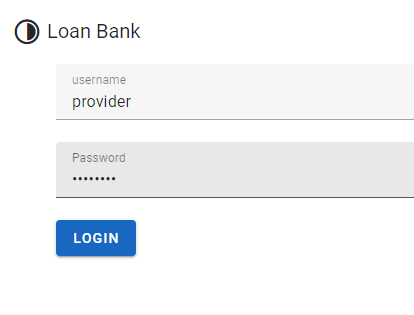 Loan Bank
username
provider
Password
••••••••
LOGIN